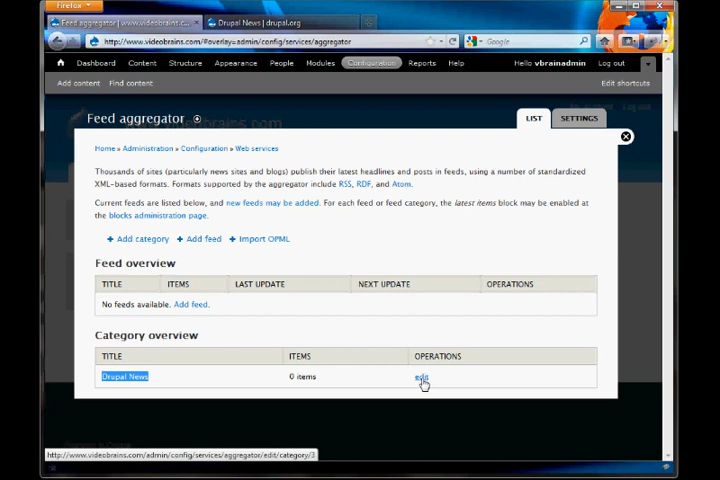 Firefox
Feed aggregator | www.videobrains.c...
Drupal News | drupal.org
http://www.videobrains.com/#overlay=admin/config/services/aggregator
Google
Dashboard Content Structure Appearance People Modules Configuration Reports Help Hello vbrainadmin Log out
Add content Find content Edit shortcuts
Feed aggregator
LIST SETTINGS
Home » Administration » Configuration » Web services
Thousands of sites (particularly news sites and blogs) publish their latest headlines and posts in feeds, using a number of standardized
XML-based formats. Formats supported by the aggregator include RSS, RDF, and Atom.
Current feeds are listed below, and new feeds may be added. For each feed or feed category, the latest items block may be enabled at
the blocks administration page.
+ Add category + Add feed + Import OPML
Feed overview
TITLE ITEMS LAST UPDATE NEXT UPDATE OPERATIONS
No feeds available. Add feed.
Category overview
TITLE ITEMS OPERATIONS
Drupal News 0 items edit
http://www.videobrains.com/admin/config/services/aggregator/edit/category/3